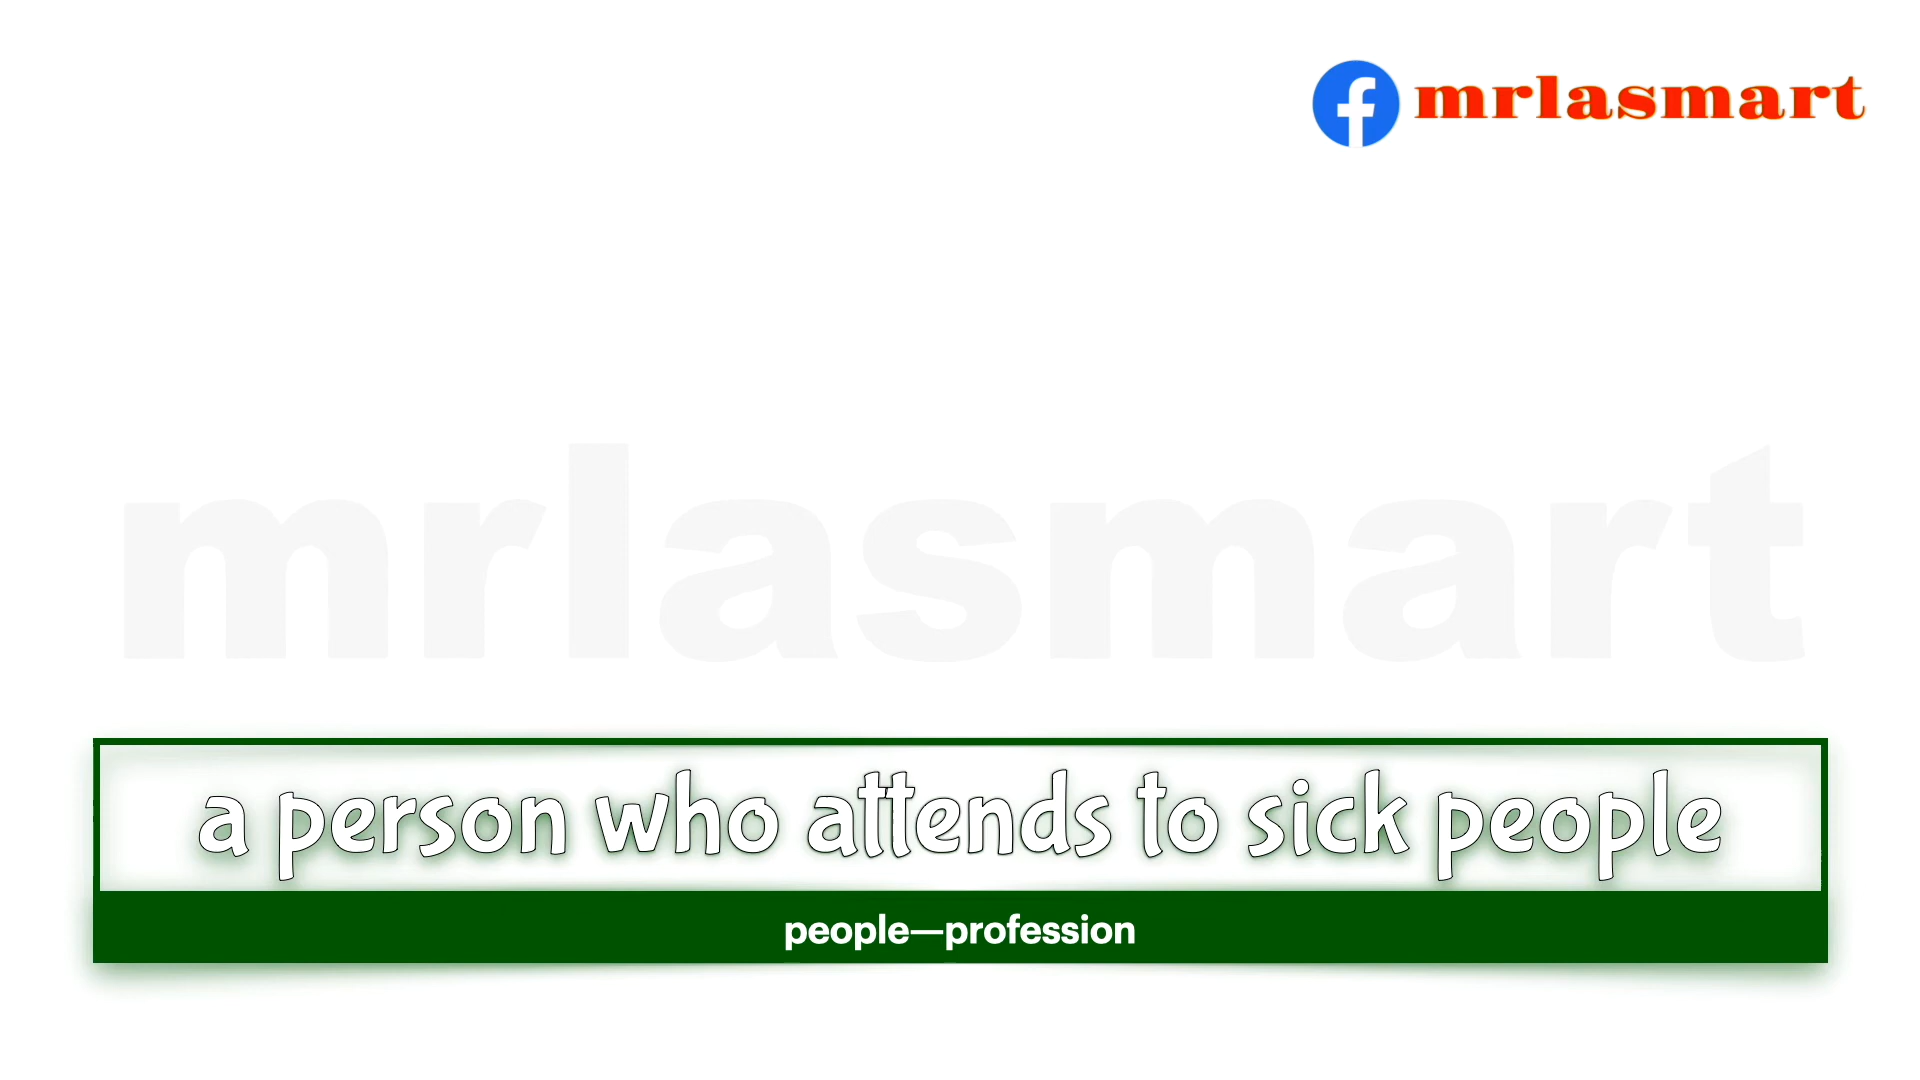 mrlasmart
mrlasmart
a person who attends to sick people
people—profession